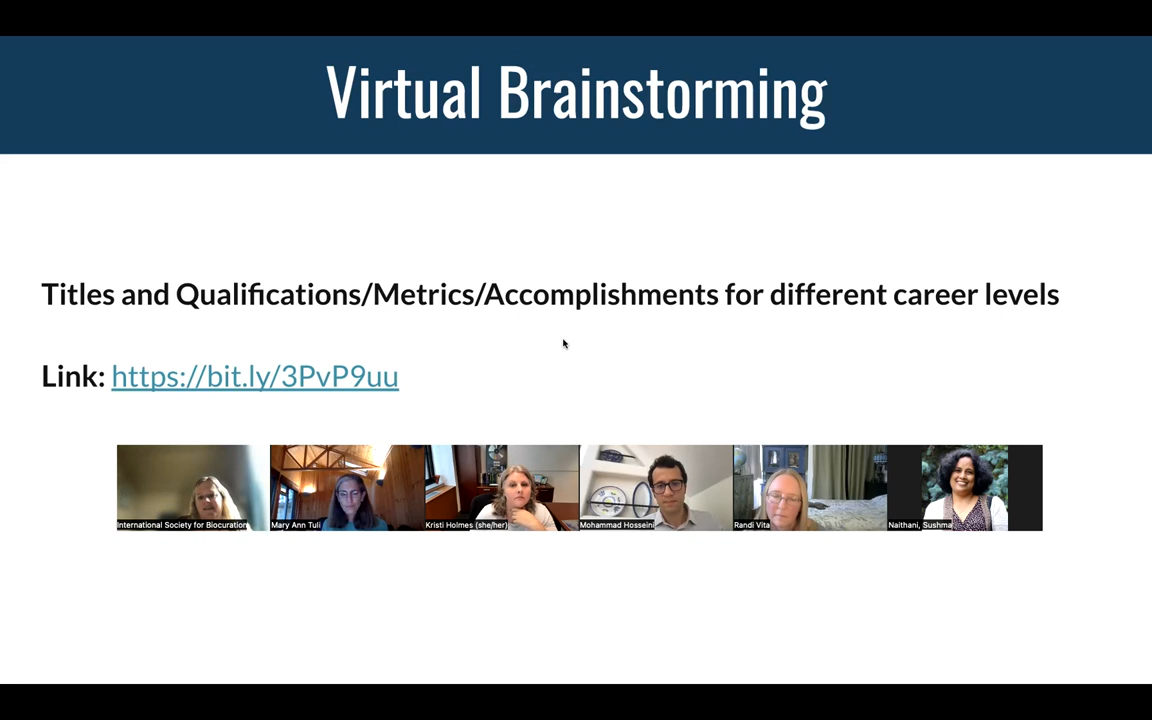 Virtual Brainstorming
Titles and Qualifications/Metrics/Accomplishments for different career levels
Link: https://bit.ly/3PvP9uu
International Society for Biocuration
Mary Ann Tuli
Kristi Holmes (she/her)
Mohammad Hosseini
Randi Vita
Naithani, Sushma